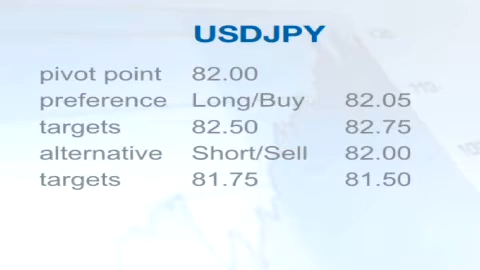 USDJPY
pivot point 82.00
preference Long/Buy 82.05
targets 82.50 82.75
alternative Short/Sell 82.00
targets 81.75 81.50